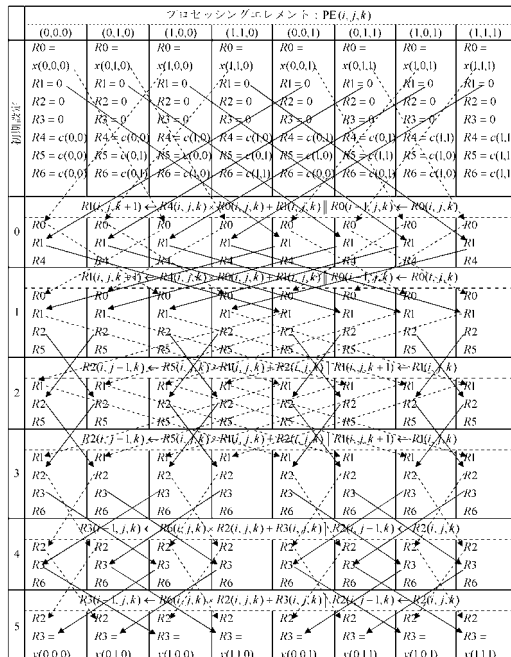 プロセッシングエレメント：PE(i, j, k)
(0,0,0) (0,1,0) (1,0,0) (1,1,0) (0,0,1) (0,1,1) (1,0,1) (1,1,1)
初期設定
R0 = R0 = R0 = R0 = R0 = R0 = R0 = R0 =
x(0,0,0) x(0,1,0) x(1,0,0) x(1,1,0) x(0,0,1) x(0,1,1) x(1,0,1) x(1,1,1)
R1 = 0 R1 = 0 R1 = 0 R1 = 0 R1 = 0 R1 = 0 R1 = 0 R1 = 0
R2 = 0 R2 = 0 R2 = 0 R2 = 0 R2 = 0 R2 = 0 R2 = 0 R2 = 0
R3 = 0 R3 = 0 R3 = 0 R3 = 0 R3 = 0 R3 = 0 R3 = 0 R3 = 0
R4 = c(0,0) R4 = c(0,0) R4 = c(1,0) R4 = c(1,0) R4 = c(0,1) R4 = c(0,1) R4 = c(1,1) R4 = c(1,1)
R5 = c(0,0) R5 = c(0,1) R5 = c(0,0) R5 = c(0,1) R5 = c(1,0) R5 = c(1,1) R5 = c(1,0) R5 = c(1,1)
R6 = c(0,0) R6 = c(0,1) R6 = c(1,0) R6 = c(1,1) R6 = c(0,0) R6 = c(0,1) R6 = c(1,0) R6 = c(1,1)
R1(i, j, k+1) ← R4(i, j, k) × R0(i, j, k) + R1(i, j, k) || R0(i−1, j, k) ← R0(i, j, k)
0
R0 R0 R0 R0 R0 R0 R0 R0
R1 R1 R1 R1 R1 R1 R1 R1
R4 R4 R4 R4 R4 R4 R4 R4
R1(i, j, k+1) ← R4(i, j, k) × R0(i, j, k) + R1(i, j, k) || R0(i−1, j, k) ← R0(i, j, k)
1
R0 R0 R0 R0 R0 R0 R0 R0
R1 R1 R1 R1 R1 R1 R1 R1
R2 R2 R2 R2 R2 R2 R2 R2
R5 R5 R5 R5 R5 R5 R5 R5
R2(i, j−1, k) ← R5(i, j, k) × R1(i, j, k) + R2(i, j, k) || R1(i, j, k+1) ← R1(i, j, k)
2
R1 R1 R1 R1 R1 R1 R1 R1
R2 R2 R2 R2 R2 R2 R2 R2
R5 R5 R5 R5 R5 R5 R5 R5
R2(i, j−1, k) ← R5(i, j, k) × R1(i, j, k) + R2(i, j, k) || R1(i, j, k+1) ← R1(i, j, k)
3
R1 R1 R1 R1 R1 R1 R1 R1
R2 R2 R2 R2 R2 R2 R2 R2
R3 R3 R3 R3 R3 R3 R3 R3
R6 R6 R6 R6 R6 R6 R6 R6
R3(i−1, j, k) ← R6(i, j, k) × R2(i, j, k) + R3(i, j, k) || R2(i, j−1, k) ← R2(i, j, k)
4
R2 R2 R2 R2 R2 R2 R2 R2
R3 R3 R3 R3 R3 R3 R3 R3
R6 R6 R6 R6 R6 R6 R6 R6
R3(i−1, j, k) ← R6(i, j, k) × R2(i, j, k) + R3(i, j, k) || R2(i, j−1, k) ← R2(i, j, k)
5
R2 R2 R2 R2 R2 R2 R2 R2
R3 = R3 = R3 = R3 = R3 = R3 = R3 = R3 =
y(0,0,0) y(0,1,0) y(1,0,0) y(1,1,0) y(0,0,1) y(0,1,1) y(1,0,1) y(1,1,1)